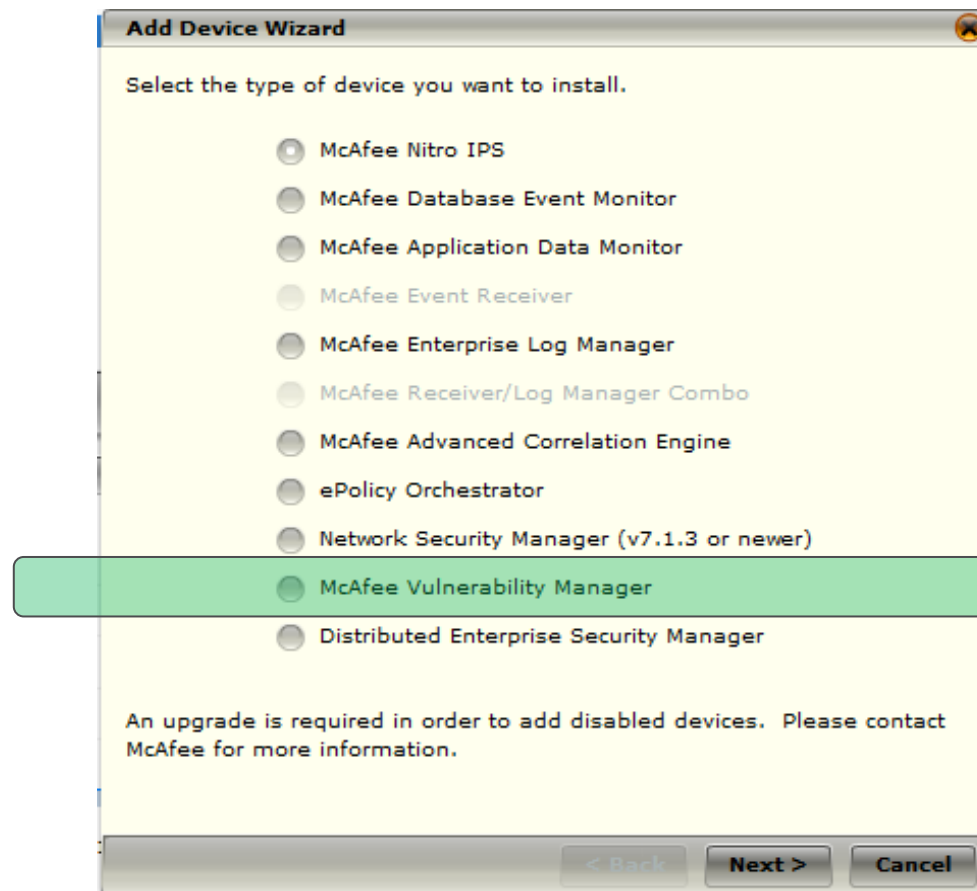 Add Device Wizard
Select the type of device you want to install.
McAfee Nitro IPS
McAfee Database Event Monitor
McAfee Application Data Monitor
McAfee Event Receiver
McAfee Enterprise Log Manager
McAfee Receiver/Log Manager Combo
McAfee Advanced Correlation Engine
ePolicy Orchestrator
Network Security Manager (v7.1.3 or newer)
McAfee Vulnerability Manager
Distributed Enterprise Security Manager
An upgrade is required in order to add disabled devices.  Please contact
McAfee for more information.
< Back Next > Cancel